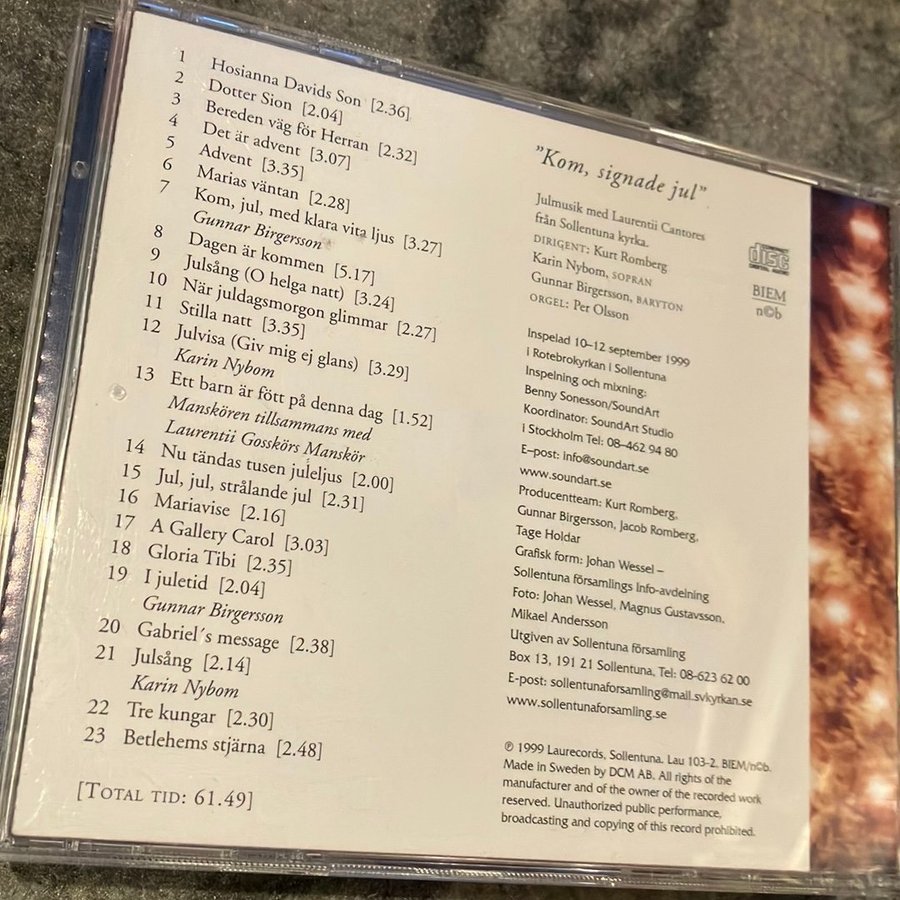 1 Hosianna Davids Son [2.36]
2 Dotter Sion [2.04]
3 Bereden väg för Herran [2.32]
4 Det är advent [3.07]
5 Advent [3.35]
6 Marias väntan [2.28]
7 Kom, jul, med klara vita ljus [3.27]
Gunnar Birgersson
8 Dagen är kommen [5.17]
9 Julsång (O helga natt) [3.24]
10 När juldagsmorgon glimmar [2.27]
11 Stilla natt [3.35]
12 Julvisa (Giv mig ej glans) [3.29]
Karin Nybom
13 Ett barn är fött på denna dag [1.52]
Manskören tillsammans med
Laurentii Gosskörs Manskör
14 Nu tändas tusen juleljus [2.00]
15 Jul, jul, strålande jul [2.31]
16 Mariavise [2.16]
17 A Gallery Carol [3.03]
18 Gloria Tibi [2.35]
19 I juletid [2.04]
Gunnar Birgersson
20 Gabriel´s message [2.38]
21 Julsång [2.14]
Karin Nybom
22 Tre kungar [2.30]
23 Betlehems stjärna [2.48]
[TOTAL TID: 61.49]
"Kom, signade jul"
Julmusik med Laurentii Cantores
från Sollentuna kyrka.
DIRIGENT: Kurt Romberg
Karin Nybom, SOPRAN
Gunnar Birgersson, BARYTON
ORGEL: Per Olsson
COMPACT
disc
DIGITAL AUDIO
BIEM
n©b
Inspelad 10–12 september 1999
i Rotebrokyrkan i Sollentuna
Inspelning och mixning:
Benny Sonesson/SoundArt
Koordinator: SoundArt Studio
i Stockholm Tel: 08–462 94 80
E–post: info@soundart.se
www.soundart.se
Producentteam: Kurt Romberg,
Gunnar Birgersson, Jacob Romberg,
Tage Holdar
Grafisk form: Johan Wessel –
Sollentuna församlings Info-avdelning
Foto: Johan Wessel, Magnus Gustavsson,
Mikael Andersson
Utgiven av Sollentuna församling
Box 13, 191 21 Sollentuna, Tel: 08-623 62 00
E-post: sollentunaforsamling@mail.svkyrkan.se
www.sollentunaforsamling.se
℗ 1999 Laurecords, Sollentuna. Lau 103-2. BIEM/n©b.
Made in Sweden by DCM AB. All rights of the
manufacturer and of the owner of the recorded work
reserved. Unauthorized public performance,
broadcasting and copying of this record prohibited.